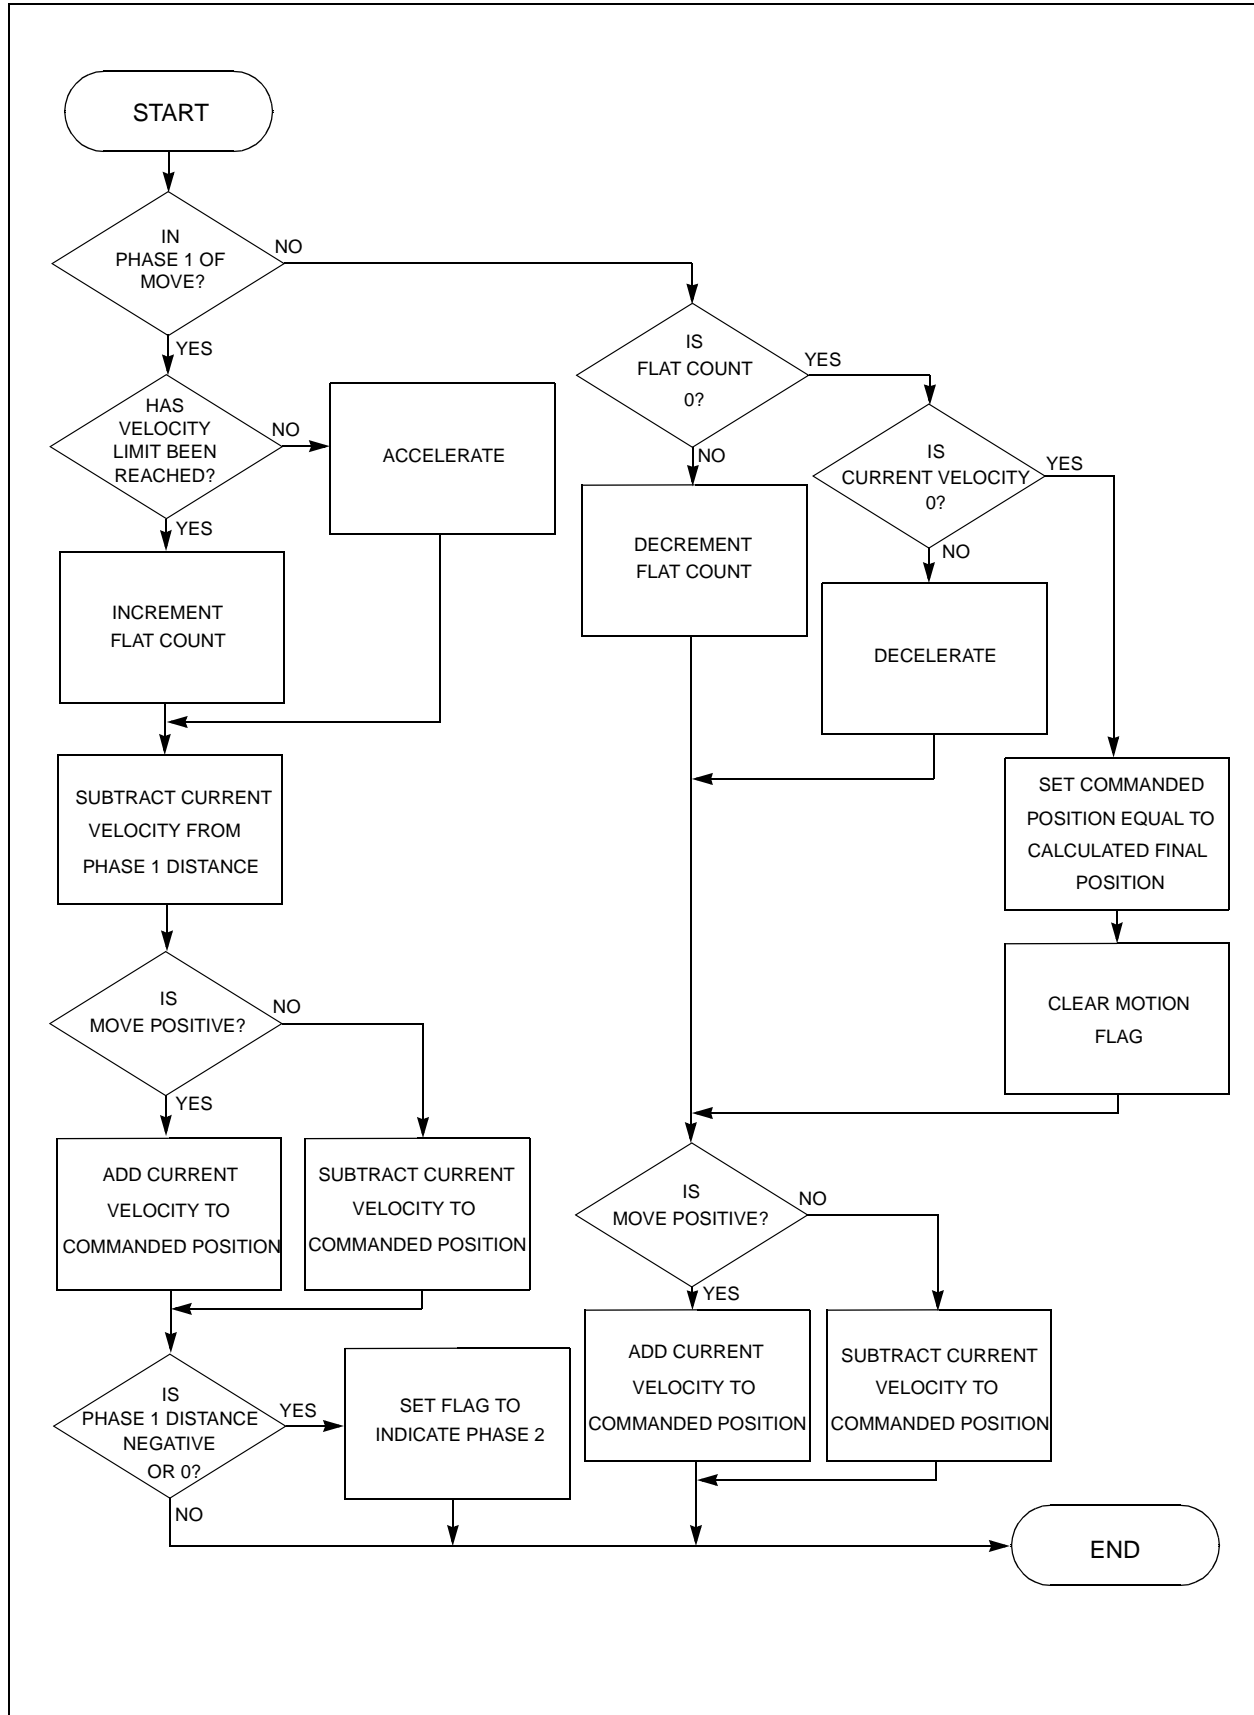 START
IN
PHASE 1 OF
MOVE?
NO
YES
HAS
VELOCITY
LIMIT BEEN
REACHED?
NO
YES
ACCELERATE
INCREMENT
FLAT COUNT
SUBTRACT CURRENT
VELOCITY FROM
PHASE 1 DISTANCE
IS
MOVE POSITIVE?
NO
YES
ADD CURRENT
VELOCITY TO
COMMANDED POSITION
SUBTRACT CURRENT
VELOCITY TO
COMMANDED POSITION
IS
PHASE 1 DISTANCE
NEGATIVE
OR 0?
YES
NO
SET FLAG TO
INDICATE PHASE 2
IS
FLAT COUNT
0?
YES
NO
DECREMENT
FLAT COUNT
IS
CURRENT VELOCITY
0?
YES
NO
DECELERATE
SET COMMANDED
POSITION EQUAL TO
CALCULATED FINAL
POSITION
CLEAR MOTION
FLAG
IS
MOVE POSITIVE?
NO
YES
ADD CURRENT
VELOCITY TO
COMMANDED POSITION
SUBTRACT CURRENT
VELOCITY TO
COMMANDED POSITION
END